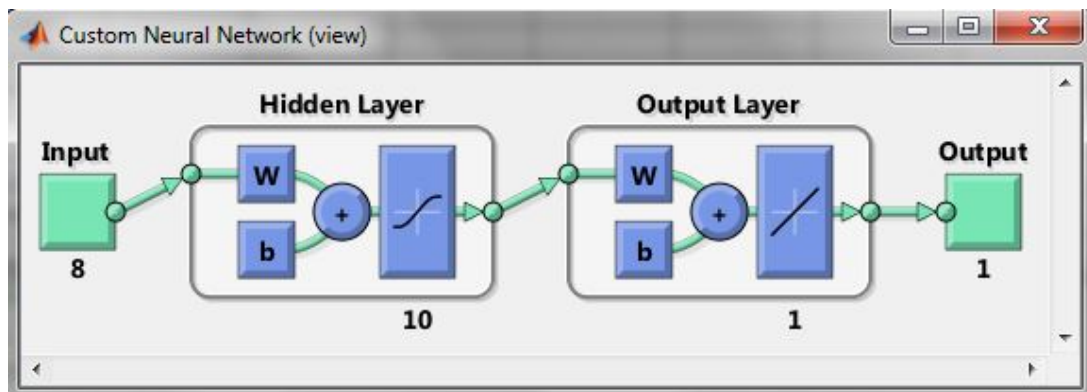 Custom Neural Network (view)
Hidden Layer
Output Layer
Input
Output
W
b
+
W
b
+
8
10
1
1